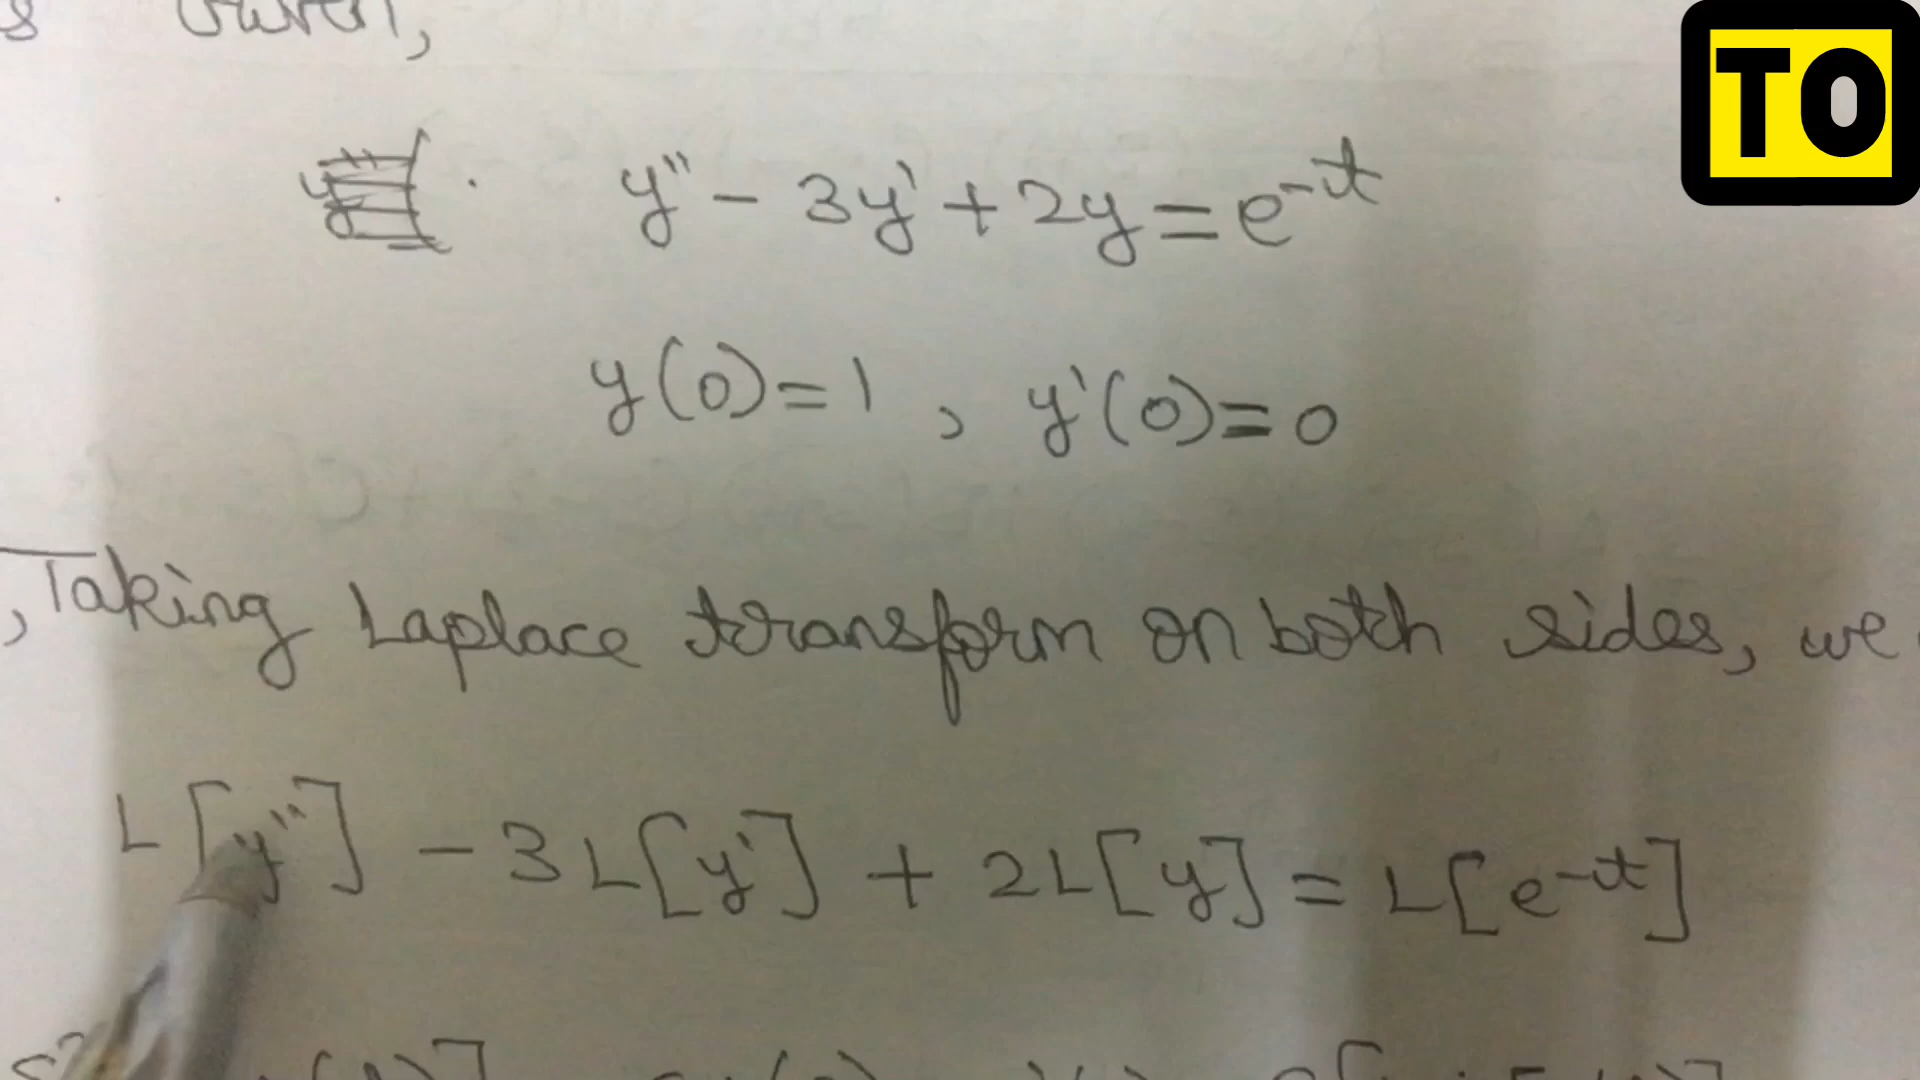 TO
y'' - 3y' + 2y = e^-t
y(0) = 1 , y'(0) = 0
, Taking Laplace transform on both sides, we
L[y''] - 3L[y'] + 2L[y] = L[e^-t]